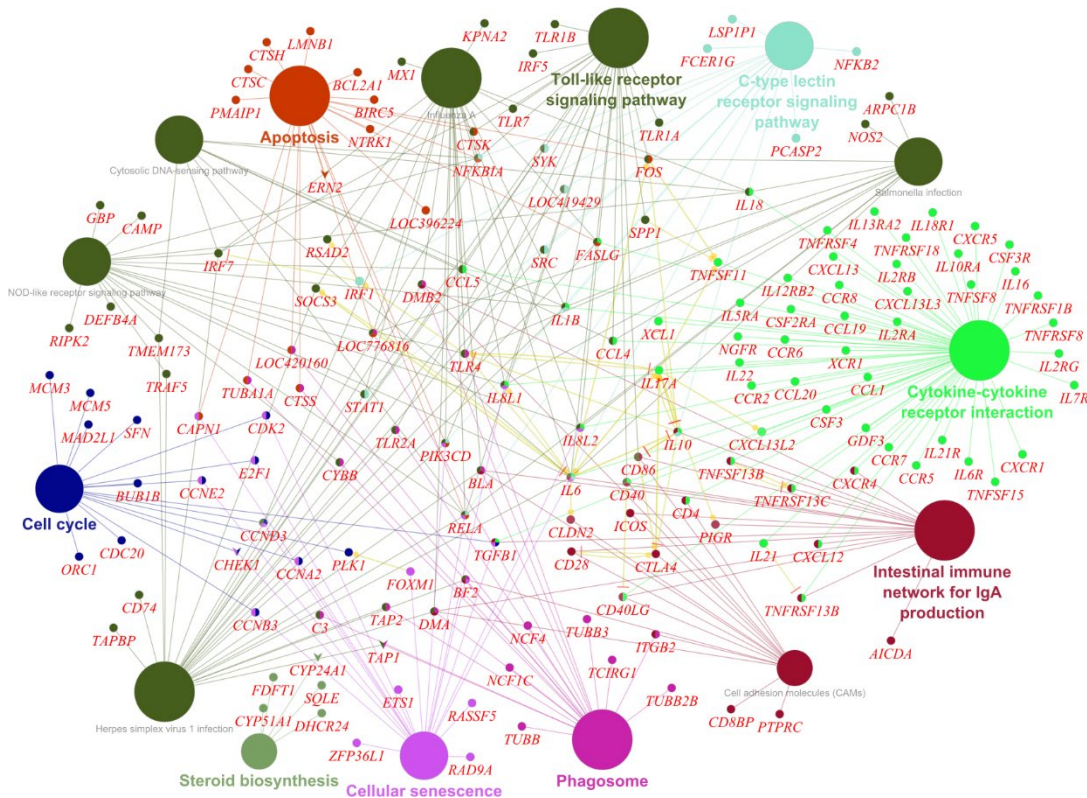 KPNA2
TLR1B
LSP1P1
LMNB1
CTSH
MX1
IRF5
FCER1G
NFKB2
CTSC
BCL2A1
Toll-like receptor
signaling pathway
C-type lectin
receptor signaling
pathway
PMAIP1
BIRC5
Influenza A
TLR7
ARPC1B
Apoptosis
NTRK1
TLR1A
NOS2
CTSK
PCASP2
Cytosolic DNA-sensing pathway
NFKBIA
SYK
FOS
Salmonella infection
ERN2
LOC419429
IL18
GBP
CAMP
LOC396224
SPP1
IL13RA2
IL18R1
TNFRSF4
TNFRSF18
CXCR5
IRF7
RSAD2
SRC
FASLG
CXCL13
IL10RA
CSF3R
NOD-like receptor signaling pathway
CCL5
TNFSF11
IL2RB
IL16
SOCS3
IRF1
DMB2
IL12RB2
CCR8
CXCL13L3
TNFSF8
DEFB4A
IL1B
XCL1
IL5RA
CSF2RA
CCL19
TNFRSF1B
RIPK2
TMEM173
LOC776816
CCL4
NGFR
CCR6
IL2RA
TNFRSF8
LOC420160
TLR4
IL22
XCR1
IL2RG
TRAF5
TUBA1A
CTSS
IL8L1
IL17A
CCR2
CCL20
CCL1
IL7R
MCM3
STAT1
Cytokine-cytokine
receptor interaction
MCM5
CAPN1
CDK2
CSF3
MAD2L1
SFN
TLR2A
IL8L2
IL10
CXCL13L2
GDF3
E2F1
CYBB
PIK3CD
CD86
TNFSF13B
CCR7
IL21R
CXCR1
BUB1B
CCNE2
BLA
IL6
CD40
TNFRSF13C
CXCR4
CCR5
IL6R
TNFSF15
Cell cycle
CCND3
RELA
CLDN2
ICOS
CD4
PIGR
CDC20
CHEK1
PLK1
TGFB1
CD28
CTLA4
IL21
CXCL12
ORC1
CCNA2
FOXM1
BF2
Intestinal immune
network for IgA
production
CD74
CCNB3
C3
TAP2
DMA
CD40LG
TNFRSF13B
TAPBP
TAP1
NCF4
TUBB3
ITGB2
CYP24A1
NCF1C
TCIRG1
AICDA
FDFT1
SQLE
ETS1
TUBB2B
Cell adhesion molecules (CAMs)
CYP51A1
DHCR24
RASSF5
CD8BP
PTPRC
Herpes simplex virus 1 infection
TUBB
ZFP36L1
RAD9A
Steroid biosynthesis
Cellular senescence
Phagosome